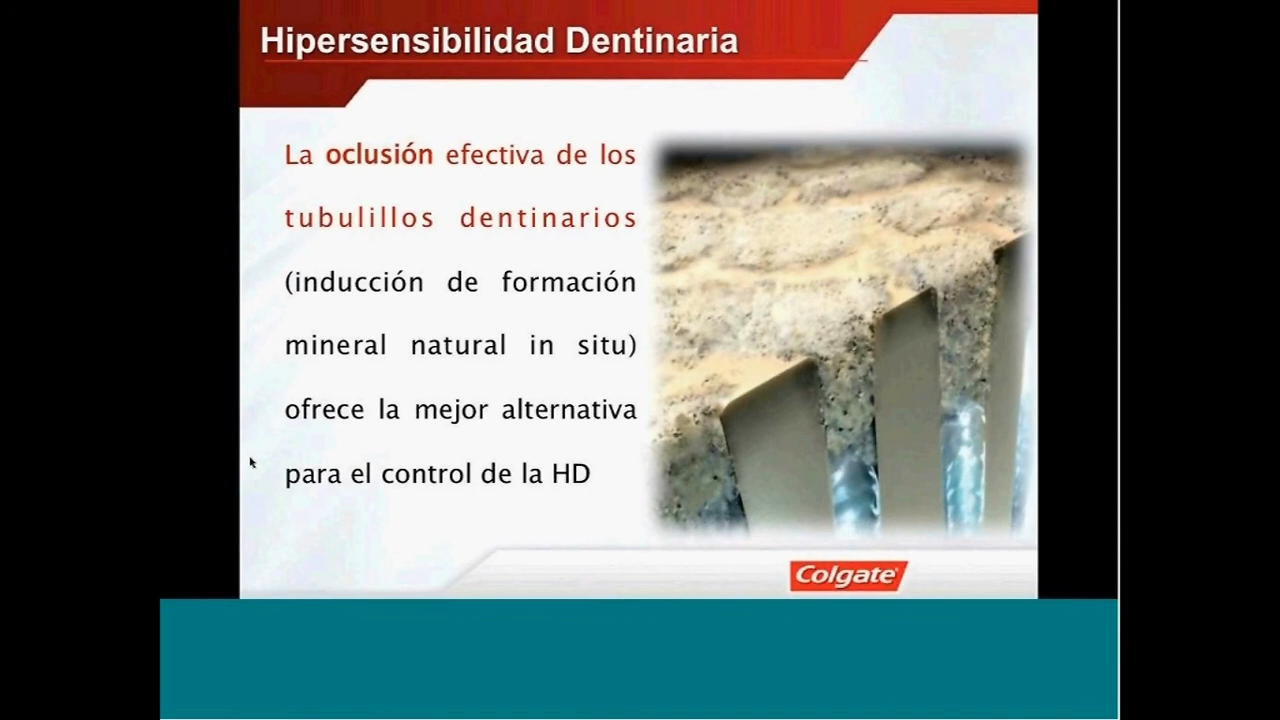 Hipersensibilidad Dentinaria
La oclusión efectiva de los
tubulillos dentinarios
(inducción de formación
mineral natural in situ)
ofrece la mejor alternativa
para el control de la HD
Colgate